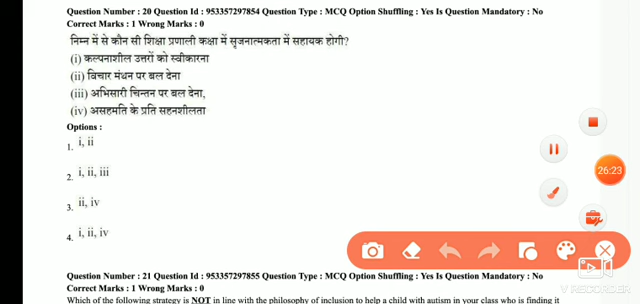 Question Number : 20 Question Id : 953357297854 Question Type : MCQ Option Shuffling : Yes Is Question Mandatory : No
Correct Marks : 1 Wrong Marks : 0
निम्न में से कौन सी शिक्षा प्रणाली कक्षा में सृजनात्मकता में सहायक होगी?
(i) कल्पनाशील उत्तरों को स्वीकारना
(ii) विचार मंथन पर बल देना
(iii) अभिसारी चिन्तन पर बल देना,
(iv) असहमति के प्रति सहनशीलता
Options :
1. i, ii
2. i, ii, iii
3. ii, iv
4. i, ii, iv
26:23
Question Number : 21 Question Id : 953357297855 Question Type : MCQ Option Shuffling : Yes Is Question Mandatory : No
Correct Marks : 1 Wrong Marks : 0
V RECORDER
Which of the following strategy is NOT in line with the philosophy of inclusion to help a child with autism in your class who is finding it